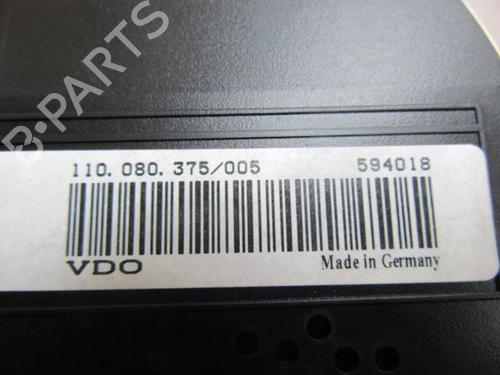 110.080.375/005 594018
VDO Made in Germany
B-PARTS